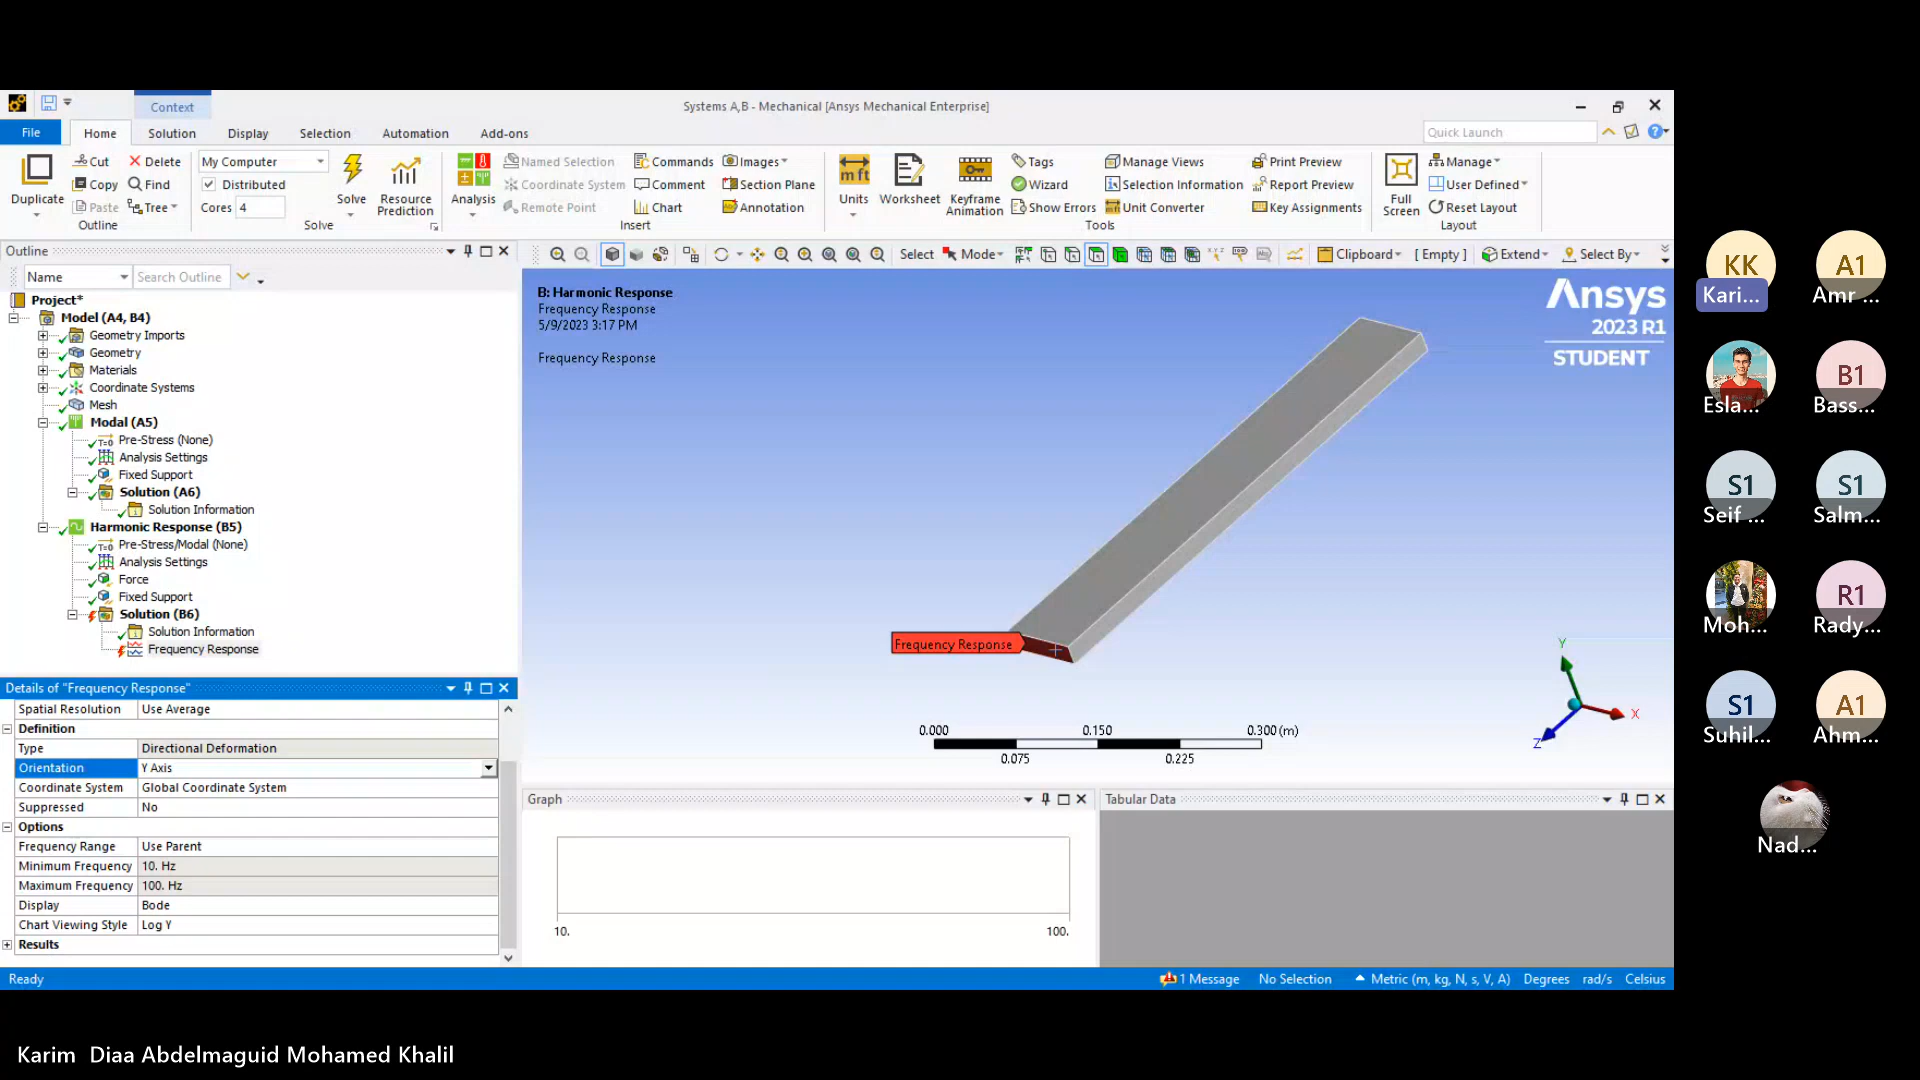 Context
Systems A,B - Mechanical [Ansys Mechanical Enterprise]
File Home Solution Display Selection Automation Add-ons
Quick Launch
Duplicate
Cut
Delete
Copy
Find
Paste
Tree
Outline
My Computer
Distributed
Cores 4
Solve
Resource Prediction
Solve
Analysis
Named Selection
Coordinate System
Remote Point
Commands
Comment
Chart
Images
Section Plane
Annotation
Insert
Units
Worksheet
Keyframe Animation
Tags
Wizard
Show Errors
Manage Views
Selection Information
Unit Converter
Print Preview
Report Preview
Key Assignments
Tools
Full Screen
Manage
User Defined
Reset Layout
Layout
Outline
Name
Search Outline
Select Mode
Clipboard [ Empty ] Extend Select By
Project*
Model (A4, B4)
Geometry Imports
Geometry
Materials
Coordinate Systems
Mesh
Modal (A5)
Pre-Stress (None)
Analysis Settings
Fixed Support
Solution (A6)
Solution Information
Harmonic Response (B5)
Pre-Stress/Modal (None)
Analysis Settings
Force
Fixed Support
Solution (B6)
Solution Information
Frequency Response
Details of "Frequency Response"
Spatial Resolution Use Average
Definition
Type Directional Deformation
Orientation Y Axis
Coordinate System Global Coordinate System
Suppressed No
Options
Frequency Range Use Parent
Minimum Frequency 10. Hz
Maximum Frequency 100. Hz
Display Bode
Chart Viewing Style Log Y
Results
B: Harmonic Response
Frequency Response
5/9/2023 3:17 PM
Frequency Response
Ansys
2023 R1
STUDENT
Frequency Response
0.000 0.150 0.300 (m)
0.075 0.225
Y
X
Z
Graph
10. 100.
Tabular Data
Ready
1 Message No Selection Metric (m, kg, N, s, V, A) Degrees rad/s Celsius
KK
Kari...
A1
Amr ...
Esla...
B1
Bass...
S1
Seif ...
S1
Salm...
Moh...
R1
Rady...
S1
Suhil...
A1
Ahm...
Nad...
Karim Diaa Abdelmaguid Mohamed Khalil